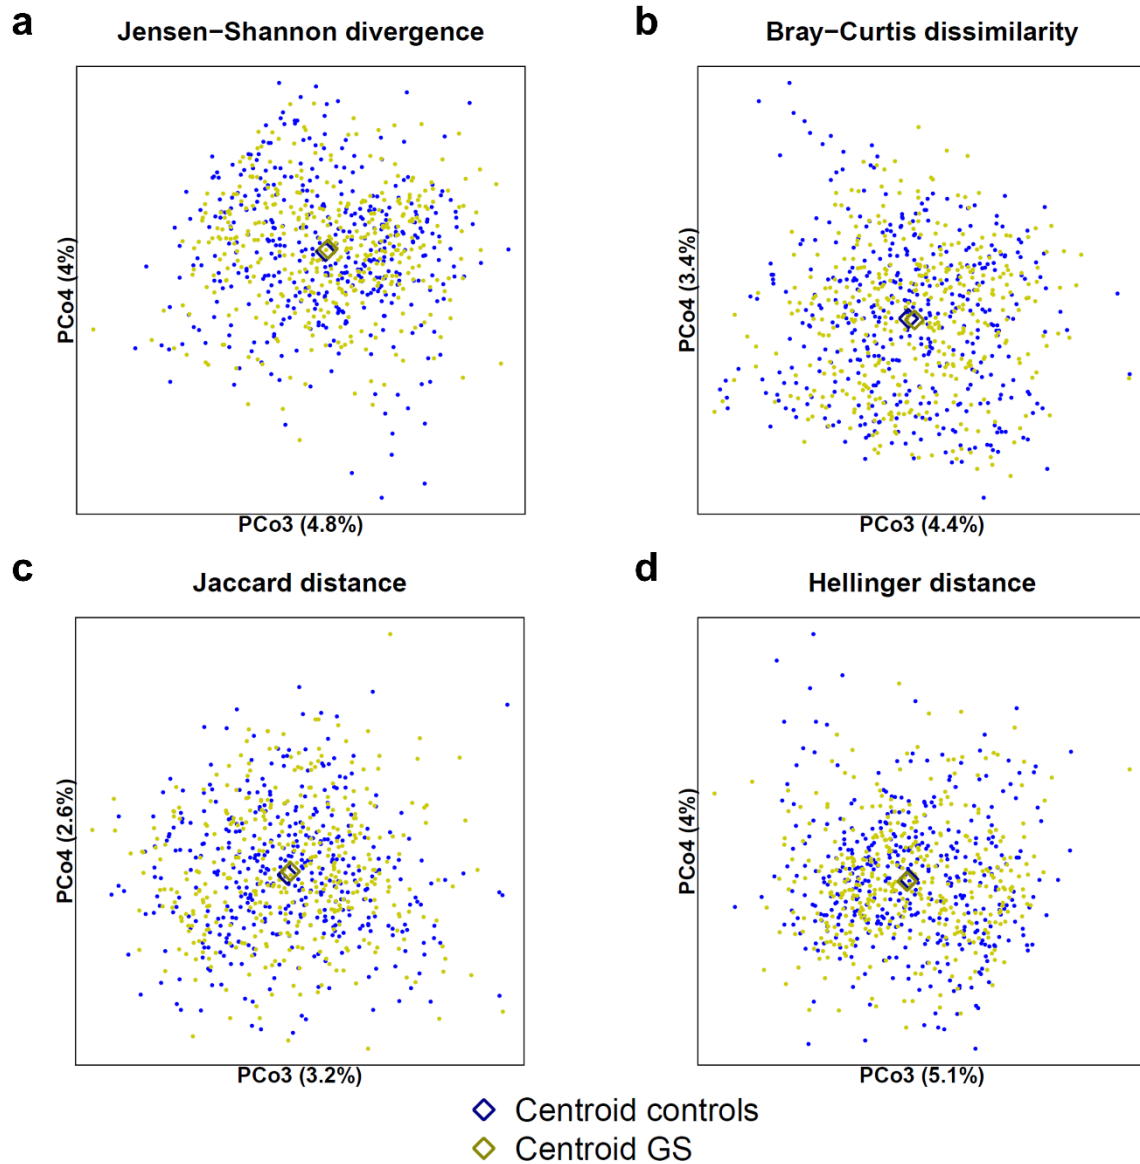 a
Jensen−Shannon divergence
PCo4 (4%)
PCo3 (4.8%)
b
Bray−Curtis dissimilarity
PCo4 (3.4%)
PCo3 (4.4%)
c
Jaccard distance
PCo4 (2.6%)
PCo3 (3.2%)
d
Hellinger distance
PCo4 (4%)
PCo3 (5.1%)
Centroid controls
Centroid GS